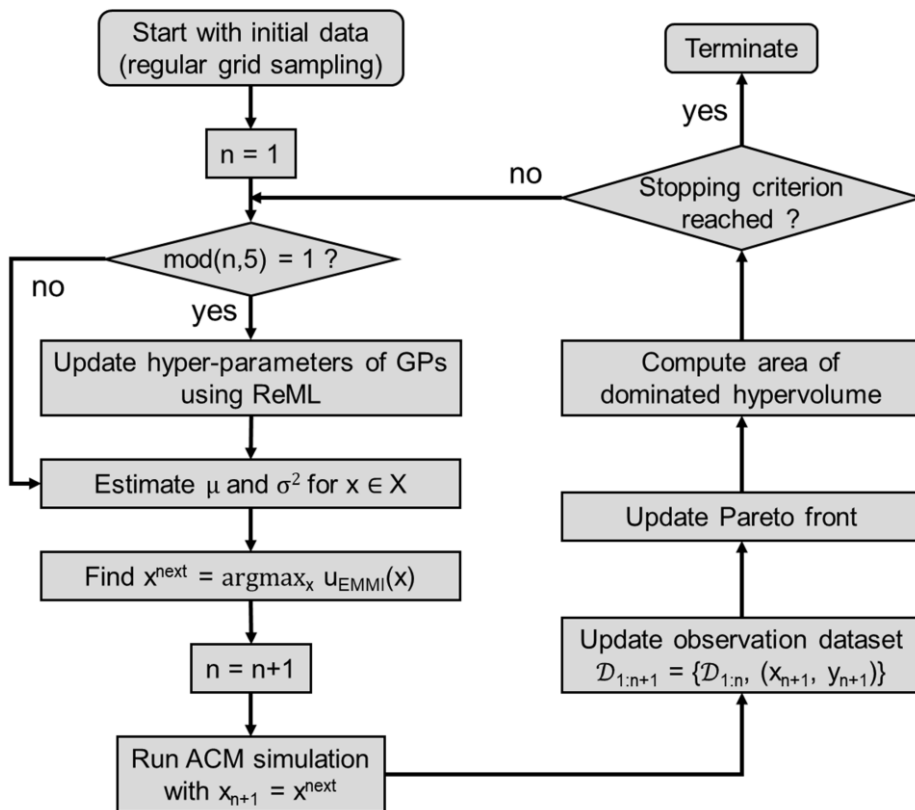 Start with initial data
(regular grid sampling)
n = 1
mod(n,5) = 1 ?
no
yes
Update hyper-parameters of GPs
using ReML
Estimate μ and σ² for x ∈ X
Find xⁿᵉˣᵗ = argmaxₓ u_EMMI(x)
n = n+1
Run ACM simulation
with xₙ₊₁ = xⁿᵉˣᵗ
Update observation dataset
𝒟₁:ₙ₊₁ = {𝒟₁:ₙ, (xₙ₊₁, yₙ₊₁)}
Update Pareto front
Compute area of
dominated hypervolume
Stopping criterion
reached ?
no
yes
Terminate